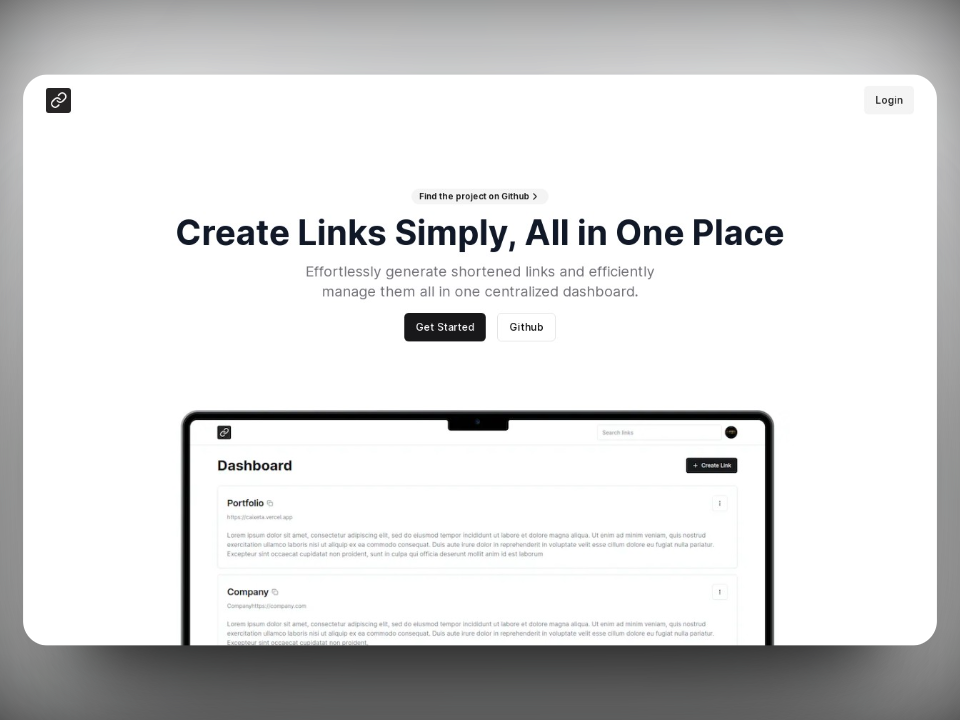 Login
Find the project on Github
Create Links Simply, All in One Place
Effortlessly generate shortened links and efficiently
manage them all in one centralized dashboard.
Get Started
Github
Search links
Dashboard
+ Create Link
Portfolio
https://caiaeta.vercel.app
Lorem ipsum dolor sit amet, consectetur adipiscing elit, sed do eiusmod tempor incididunt ut labore et dolore magna aliqua. Ut enim ad minim veniam, quis nostrud
exercitation ullamco laboris nisi ut aliquip ex ea commodo consequat. Duis aute irure dolor in reprehenderit in voluptate velit esse cillum dolore eu fugiat nulla pariatur.
Excepteur sint occaecat cupidatat non proident, sunt in culpa qui officia deserunt mollit anim id est laborum
Company
Companyhttps://company.com
Lorem ipsum dolor sit amet, consectetur adipiscing elit, sed do eiusmod tempor incididunt ut labore et dolore magna aliqua. Ut enim ad minim veniam, quis nostrud
exercitation ullamco laboris nisi ut aliquip ex ea commodo consequat. Duis aute irure dolor in reprehenderit in voluptate velit esse cillum dolore eu fugiat nulla pariatur.
Excepteur sint occaecat cupidatat non proident.